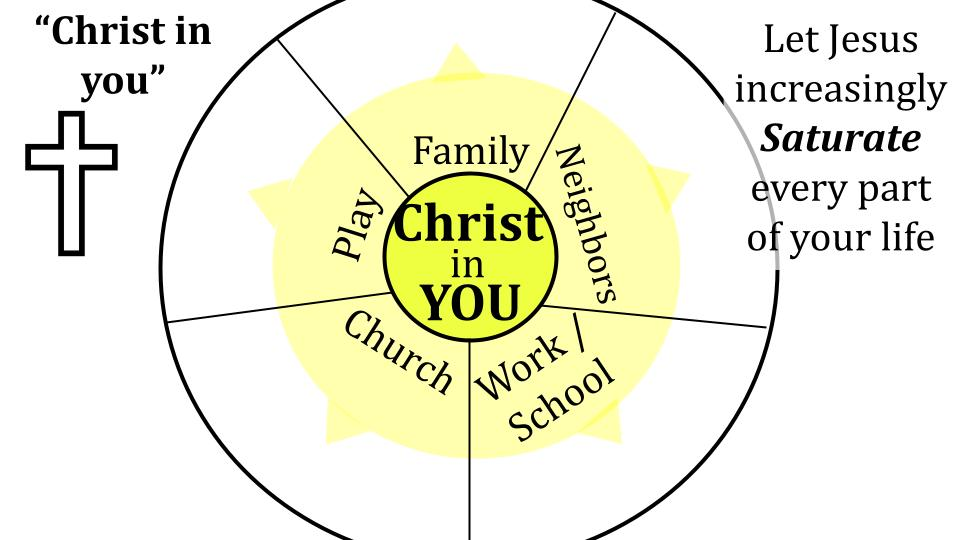 “Christ in
you”
Let Jesus
increasingly
Saturate
every part
of your life
Family
Neighbors
Play
Christ
in
YOU
Church
Work /
School